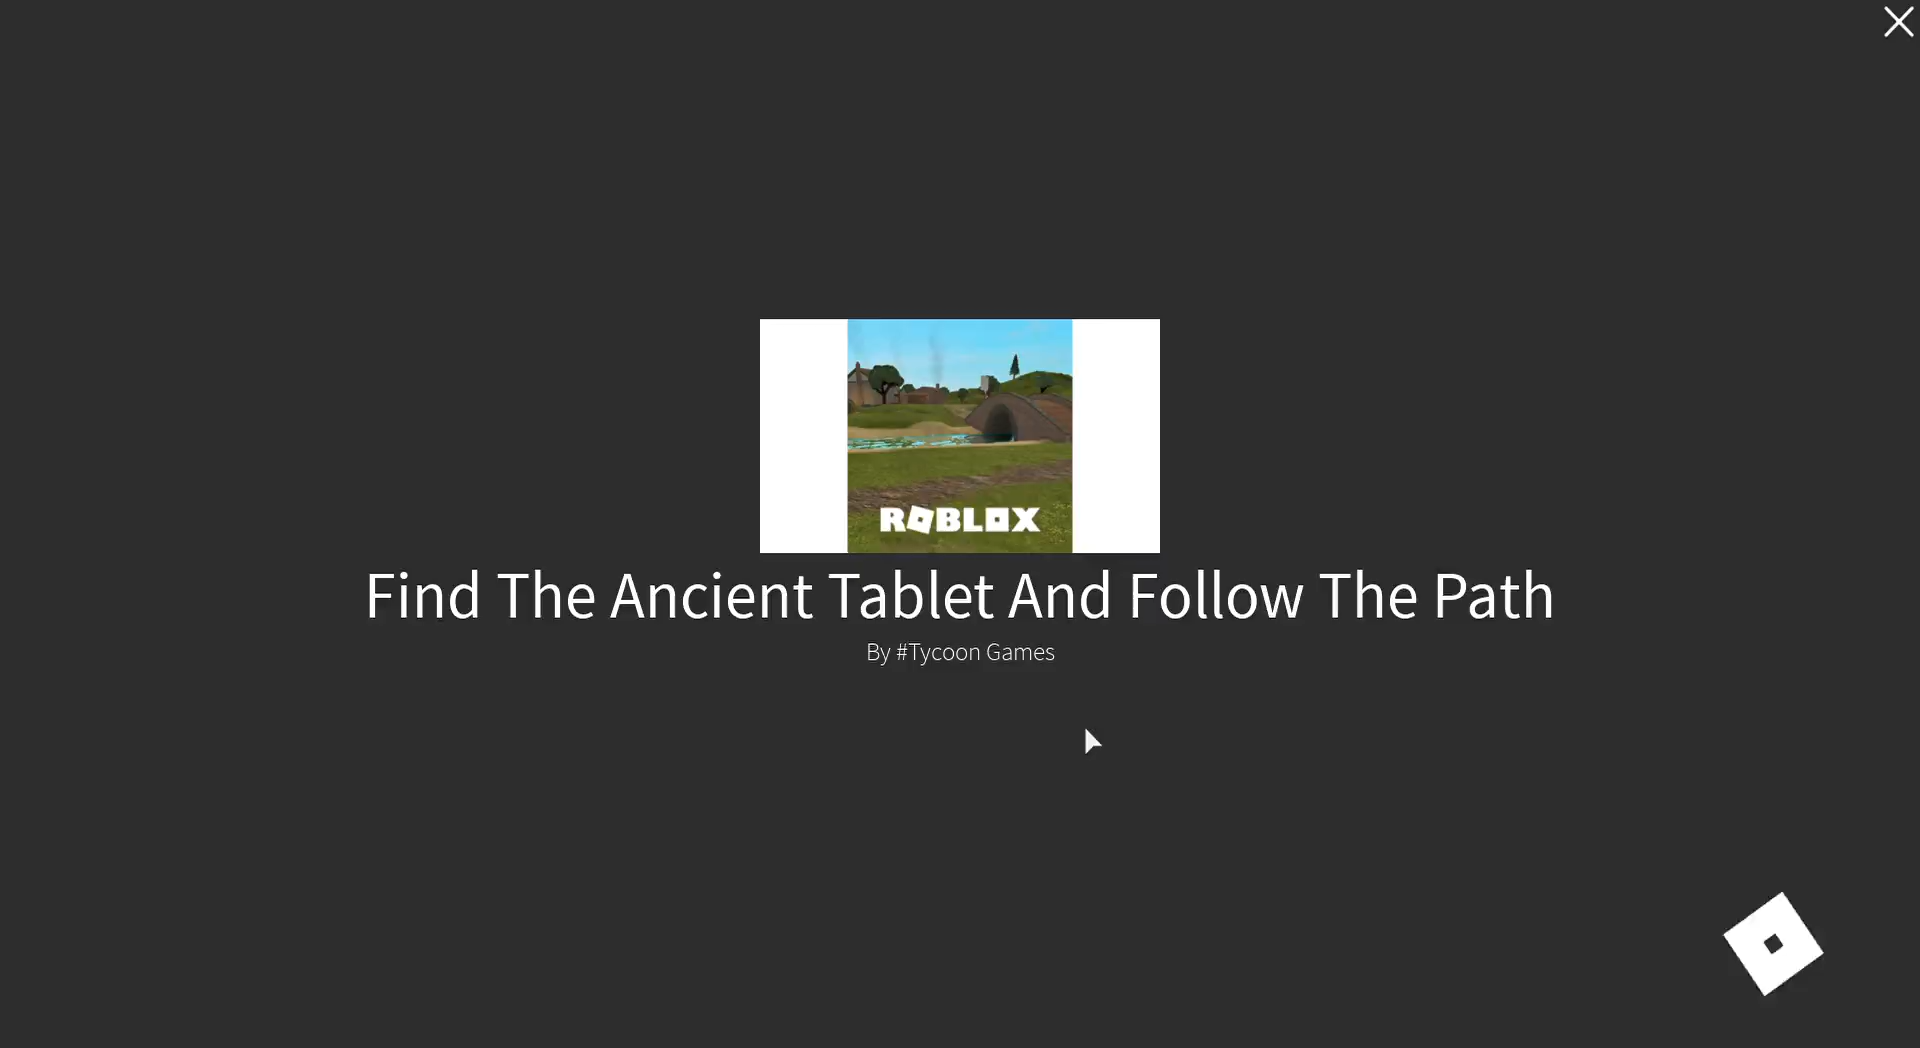 ROBLOX
Find The Ancient Tablet And Follow The Path
By #Tycoon Games